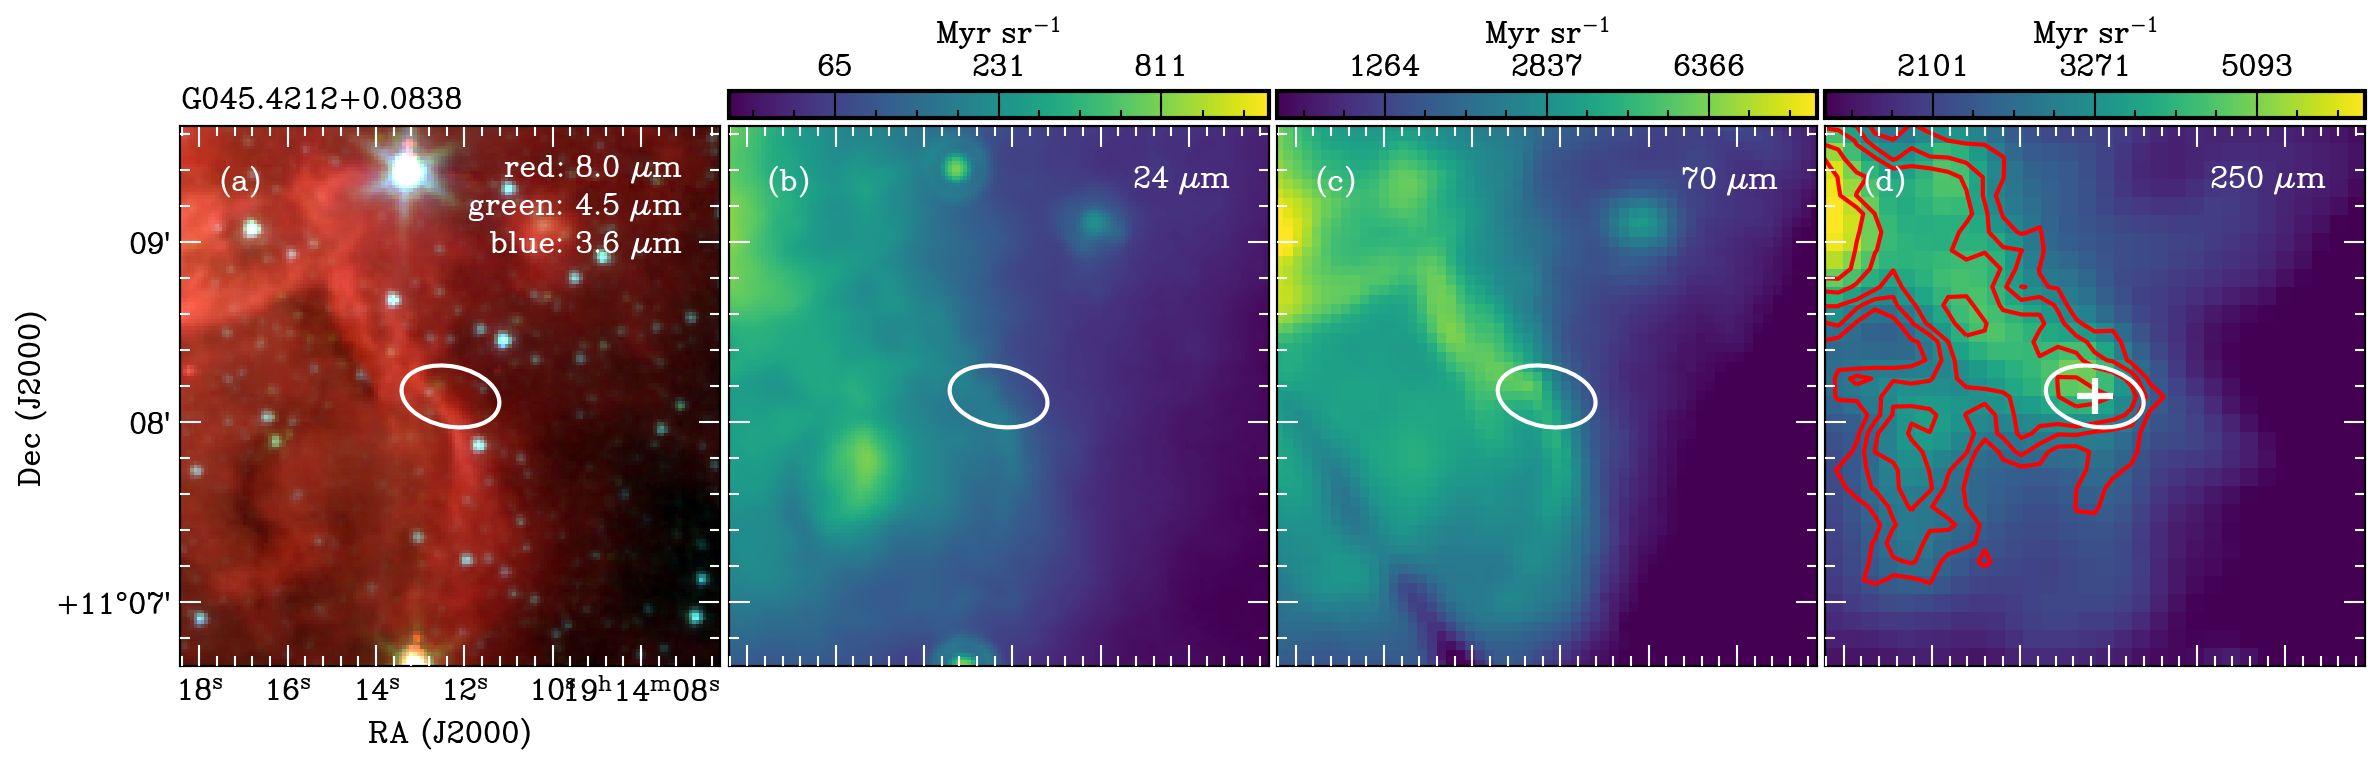 Myr sr⁻¹
65 231 811
Myr sr⁻¹
1264 2837 6366
Myr sr⁻¹
2101 3271 5093
G045.4212+0.0838
(a)
red: 8.0 μm
green: 4.5 μm
blue: 3.6 μm
(b)
24 μm
(c)
70 μm
(d)
250 μm
Dec (J2000)
09'
08'
+11°07'
18ˢ 16ˢ 14ˢ 12ˢ 10ˢ 19ʰ14ᵐ08ˢ
RA (J2000)